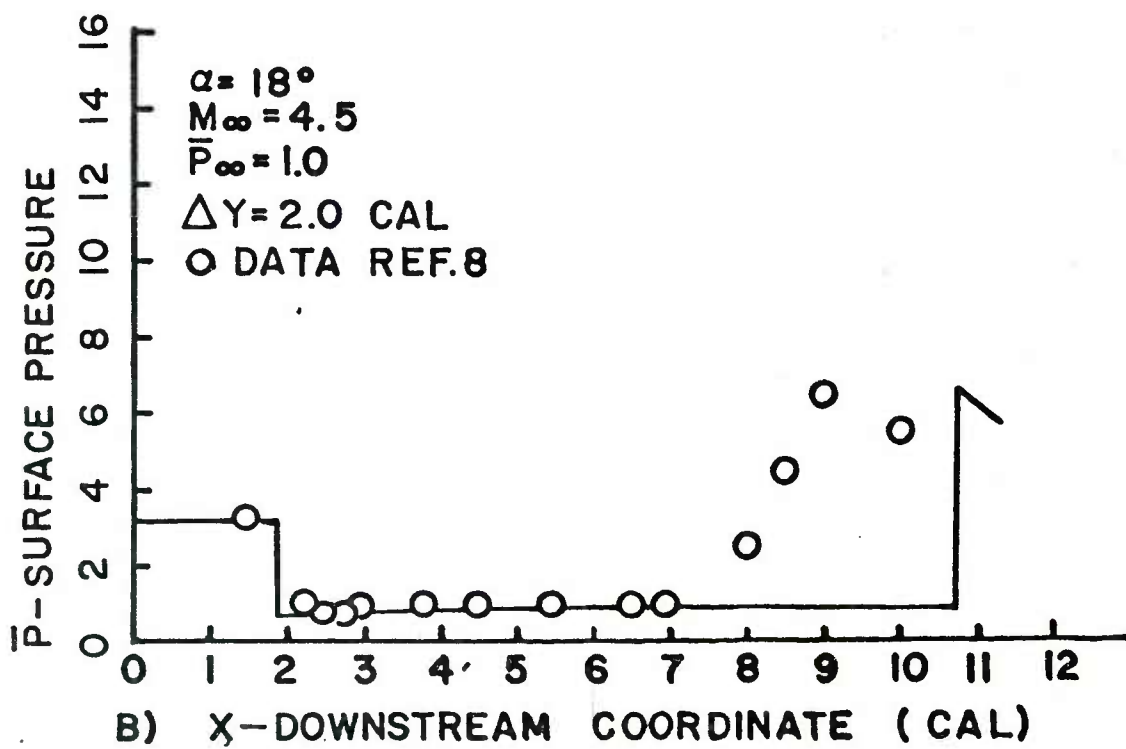 16
14
12
10
8
6
4
2
0
P̄-SURFACE PRESSURE
α= 18°
M∞ = 4.5
P̄∞ = 1.0
△Y= 2.0 CAL
O DATA REF. 8
0 1 2 3 4 5 6 7 8 9 10 11 12
B) X-DOWNSTREAM COORDINATE (CAL)